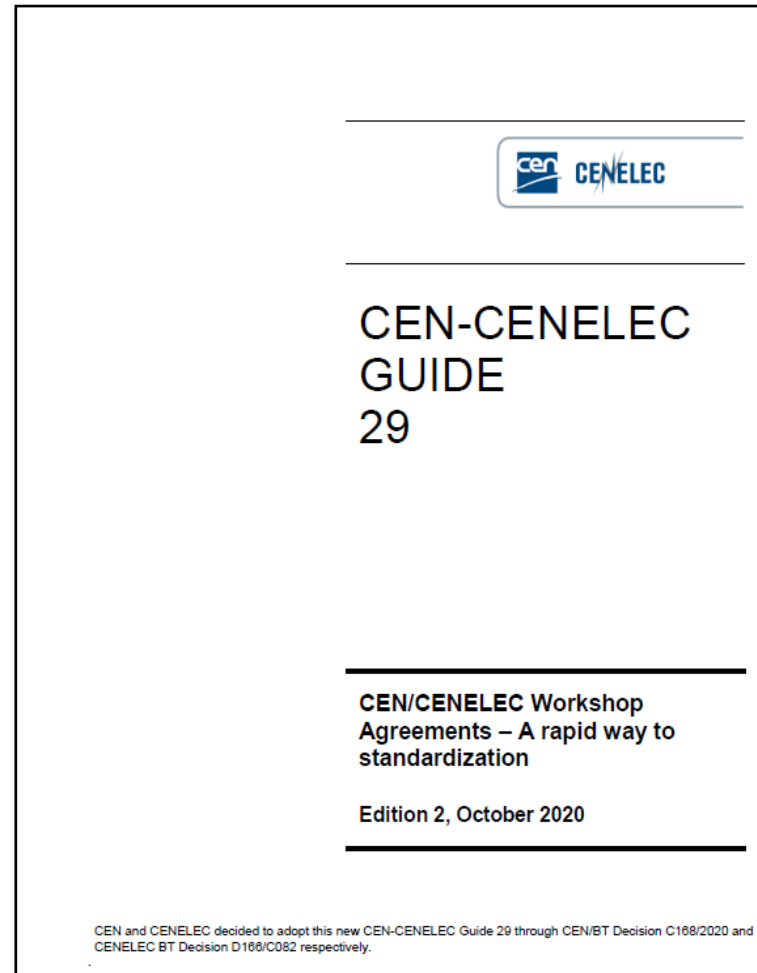 cen CENELEC
CEN-CENELEC
GUIDE
29
CEN/CENELEC Workshop
Agreements – A rapid way to
standardization
Edition 2, October 2020
CEN and CENELEC decided to adopt this new CEN-CENELEC Guide 29 through CEN/BT Decision C168/2020 and
CENELEC BT Decision D166/C082 respectively.
.